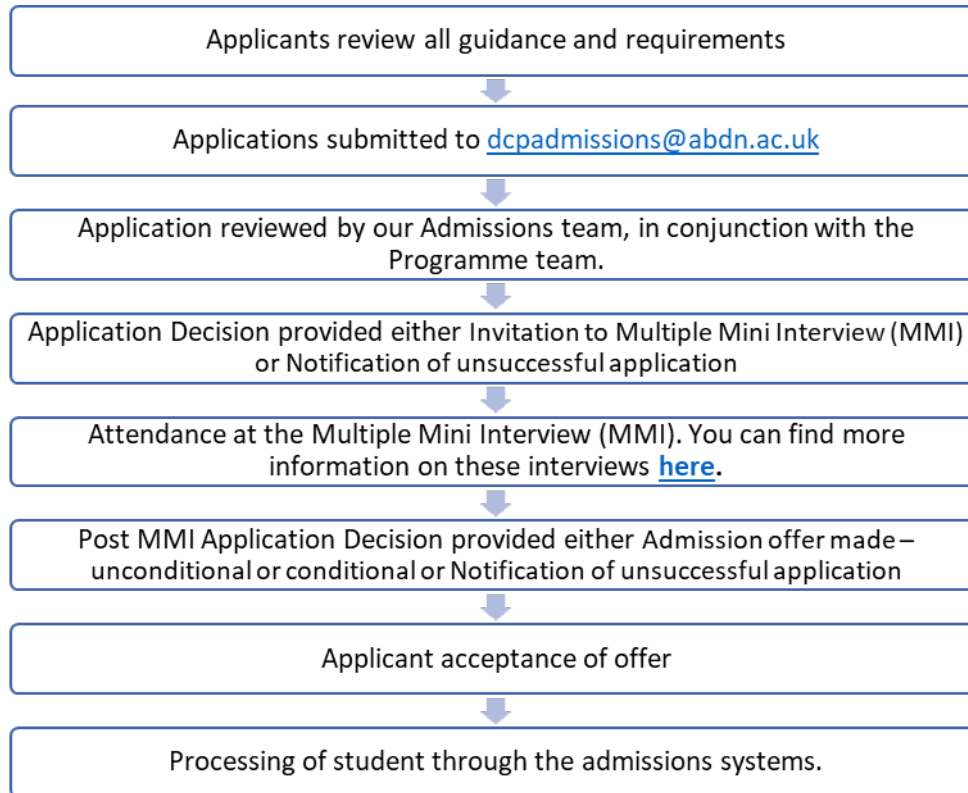 Applicants review all guidance and requirements
Applications submitted to dcpadmissions@abdn.ac.uk
Application reviewed by our Admissions team, in conjunction with the
Programme team.
Application Decision provided either Invitation to Multiple Mini Interview (MMI)
or Notification of unsuccessful application
Attendance at the Multiple Mini Interview (MMI). You can find more
information on these interviews here.
Post MMI Application Decision provided either Admission offer made –
unconditional or conditional or Notification of unsuccessful application
Applicant acceptance of offer
Processing of student through the admissions systems.